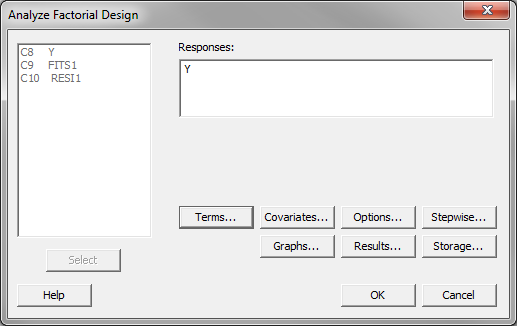 Analyze Factorial Design
C8 Y
C9 FITS1
C10 RESI1
Responses:
Y
Terms...
Covariates...
Options...
Stepwise...
Graphs...
Results...
Storage...
Select
Help
OK
Cancel